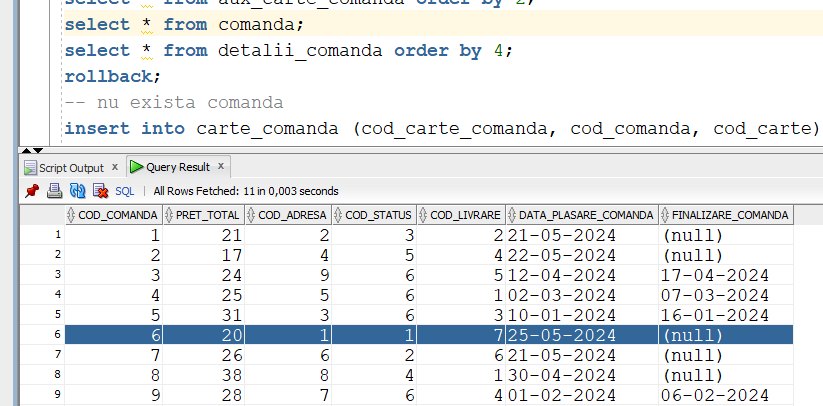 select * from aux_carte_comanda order by 2;
select * from comanda;
select * from detalii_comanda order by 4;
rollback;
-- nu exista comanda
insert into carte_comanda (cod_carte_comanda, cod_comanda, cod_carte)
Script Output x Query Result x
SQL | All Rows Fetched: 11 in 0,003 seconds
COD_COMANDA PRET_TOTAL COD_ADRESA COD_STATUS COD_LIVRARE DATA_PLASARE_COMANDA FINALIZARE_COMANDA
1 1 21 2 3 2 21-05-2024 (null)
2 2 17 4 5 4 22-05-2024 (null)
3 3 24 9 6 5 12-04-2024 17-04-2024
4 4 25 5 6 1 02-03-2024 07-03-2024
5 5 31 3 6 3 10-01-2024 16-01-2024
6 6 20 1 1 7 25-05-2024 (null)
7 7 26 6 2 6 21-05-2024 (null)
8 8 38 8 4 1 30-04-2024 (null)
9 9 28 7 6 4 01-02-2024 06-02-2024